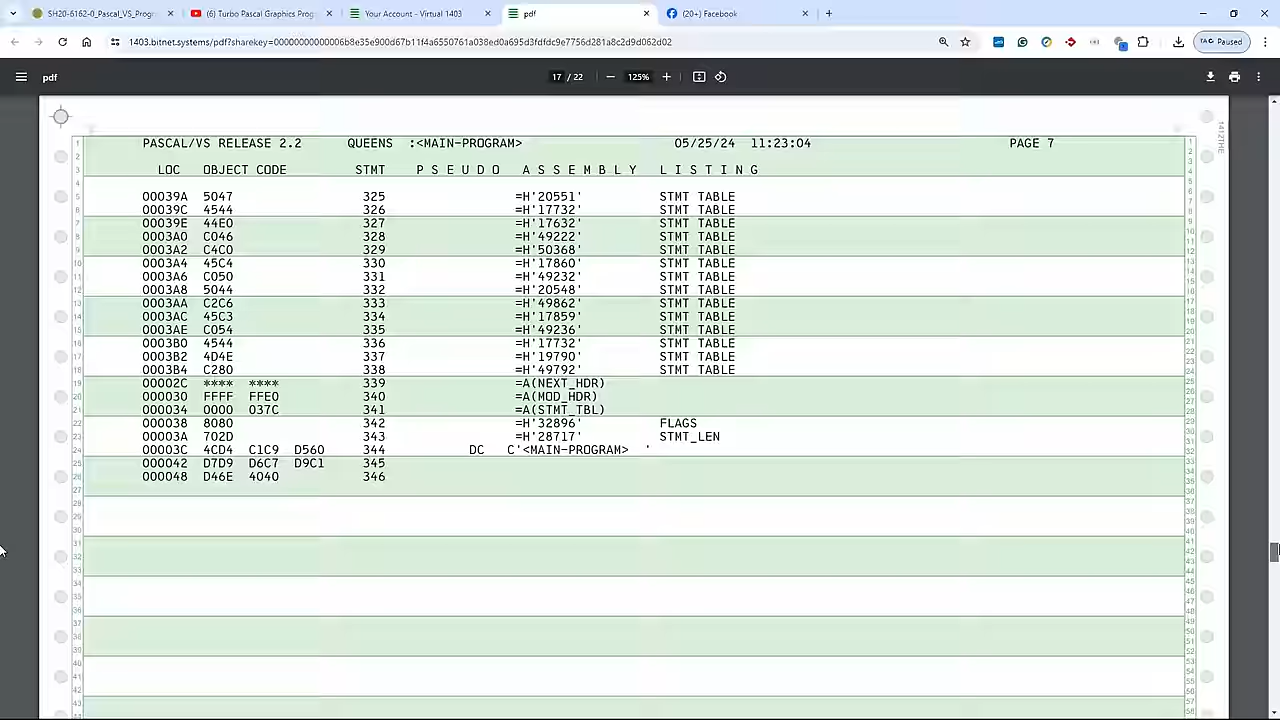 SH20-6162-0_Pascal_VS_Progra
(6) Turbo Pascal Graphics Prog
Your Account - Virtual 1403
pdf
(20+) Facebook
TAG Paused
pdf
17 / 22
125%
PASCAL/VS RELEASE 2.2 QUEENS :<MAIN-PROGRAM> 05/25/24 11:23:04 PAGE 7
LOC OBJECT CODE STMT P S E U D O A S S E M B L Y L I S T I N G
00039A 5047 325 =H'20551' STMT TABLE
00039C 4544 326 =H'17732' STMT TABLE
00039E 44E0 327 =H'17632' STMT TABLE
0003A0 C046 328 =H'49222' STMT TABLE
0003A2 C4C0 329 =H'50368' STMT TABLE
0003A4 45C4 330 =H'17860' STMT TABLE
0003A6 C050 331 =H'49232' STMT TABLE
0003A8 5044 332 =H'20548' STMT TABLE
0003AA C2C6 333 =H'49862' STMT TABLE
0003AC 45C3 334 =H'17859' STMT TABLE
0003AE C054 335 =H'49236' STMT TABLE
0003B0 4544 336 =H'17732' STMT TABLE
0003B2 4D4E 337 =H'19790' STMT TABLE
0003B4 C280 338 =H'49792' STMT TABLE
00002C **** **** 339 =A(NEXT_HDR)
000030 FFFF FFE0 340 =A(MOD_HDR)
000034 0000 037C 341 =A(STMT_TBL)
000038 8080 342 =H'32896' FLAGS
00003A 702D 343 =H'28717' STMT_LEN
00003C 4CD4 C1C9 D560 344 DC C'<MAIN-PROGRAM> '
000042 D7D9 D6C7 D9C1 345
000048 D46E 4040 346